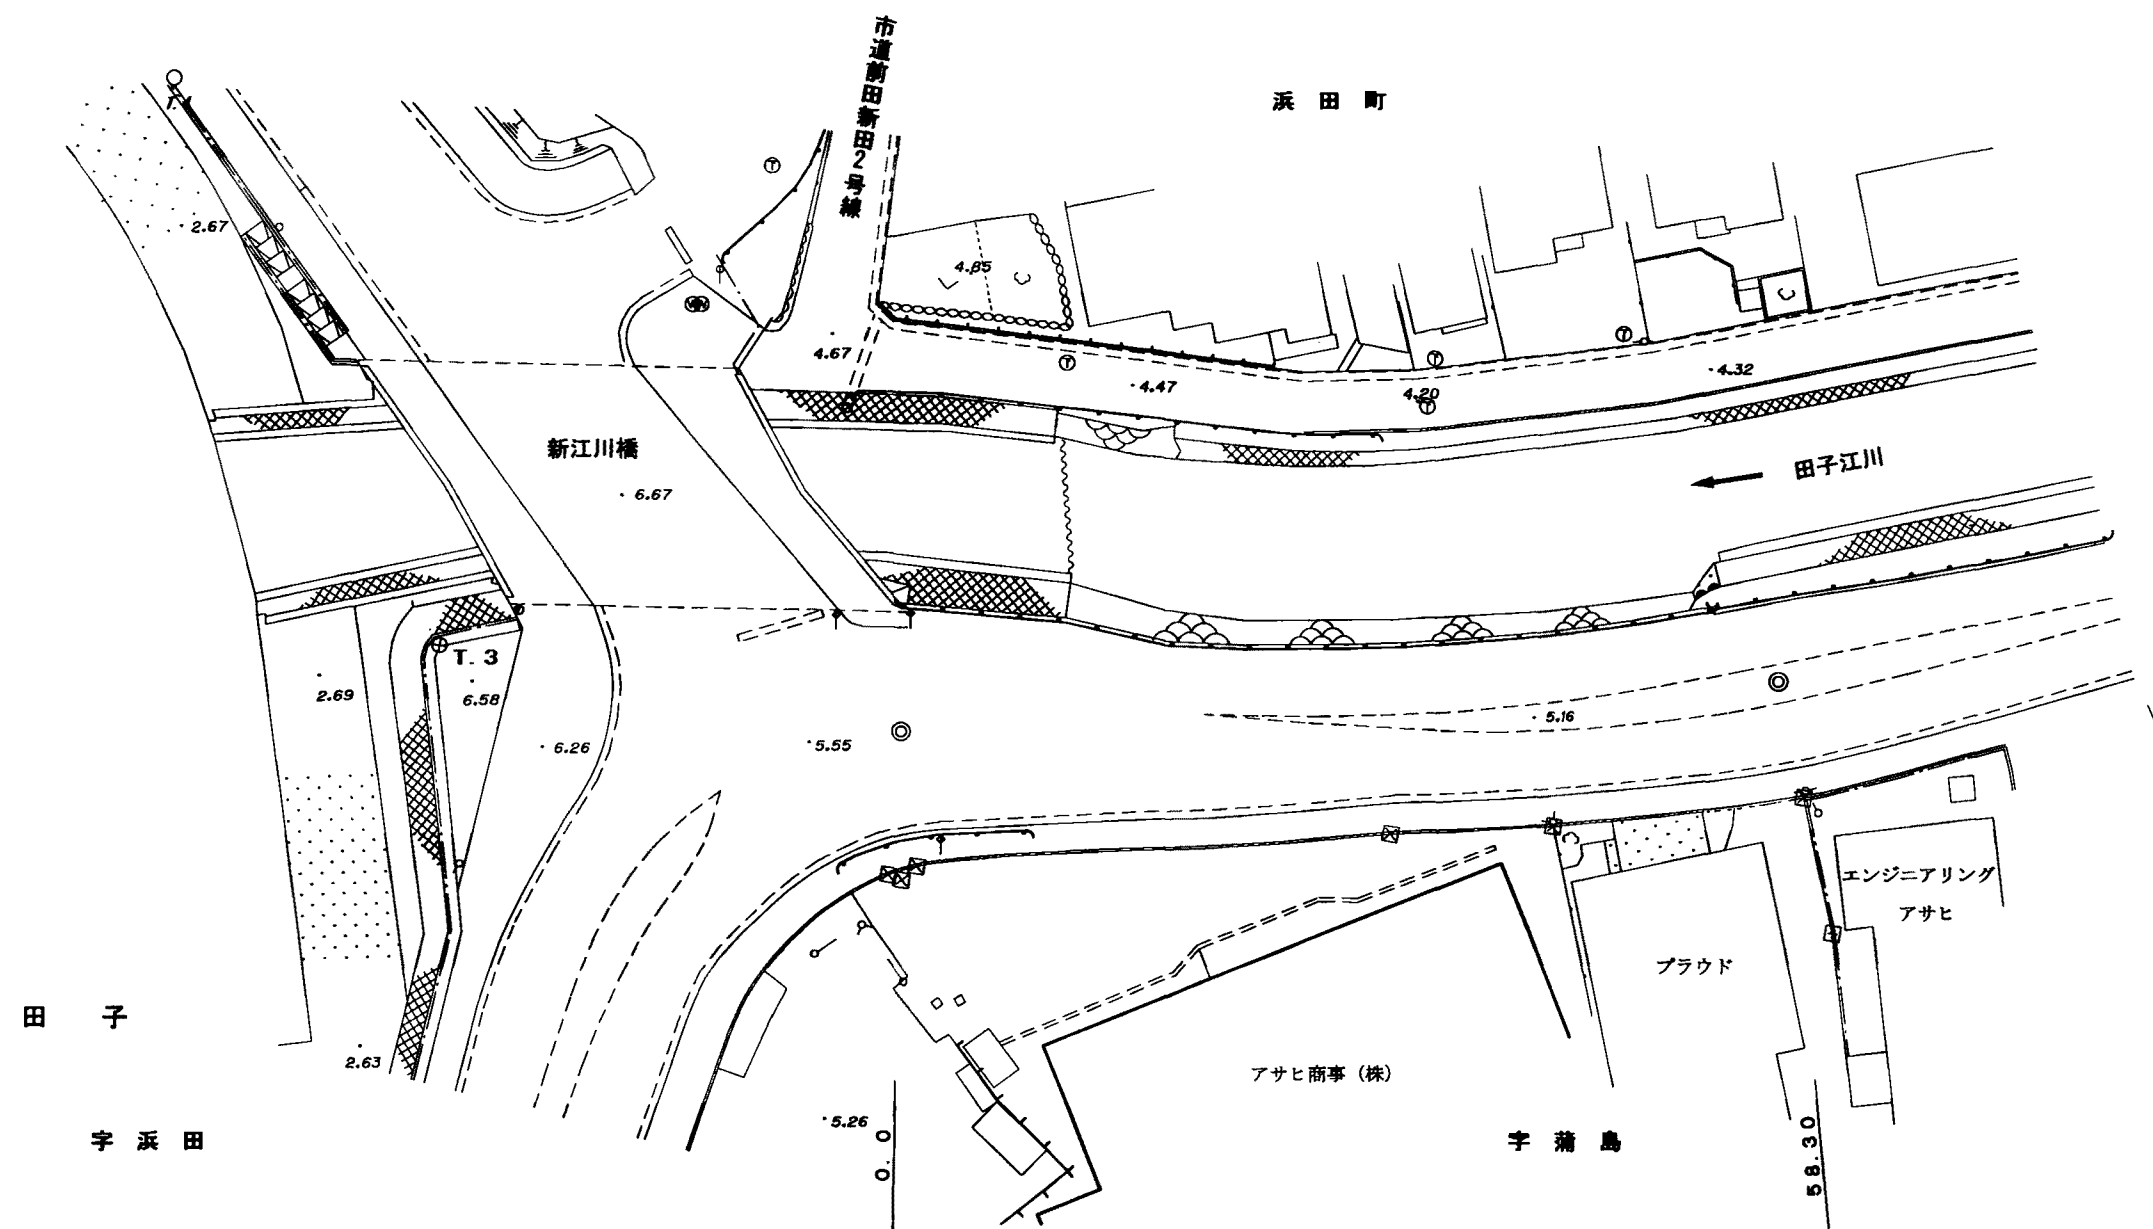 市道前田新田2号線
浜田町
2.67
4.85
4.67
4.47
4.20
4.32
新江川橋
6.67
田子江川
T.3
2.69
6.58
6.26
5.55
5.16
エンジニアリング
アサヒ
プラウド
田子
2.63
アサヒ商事（株）
5.26
0.0
字浜田
字蒲島
58.30